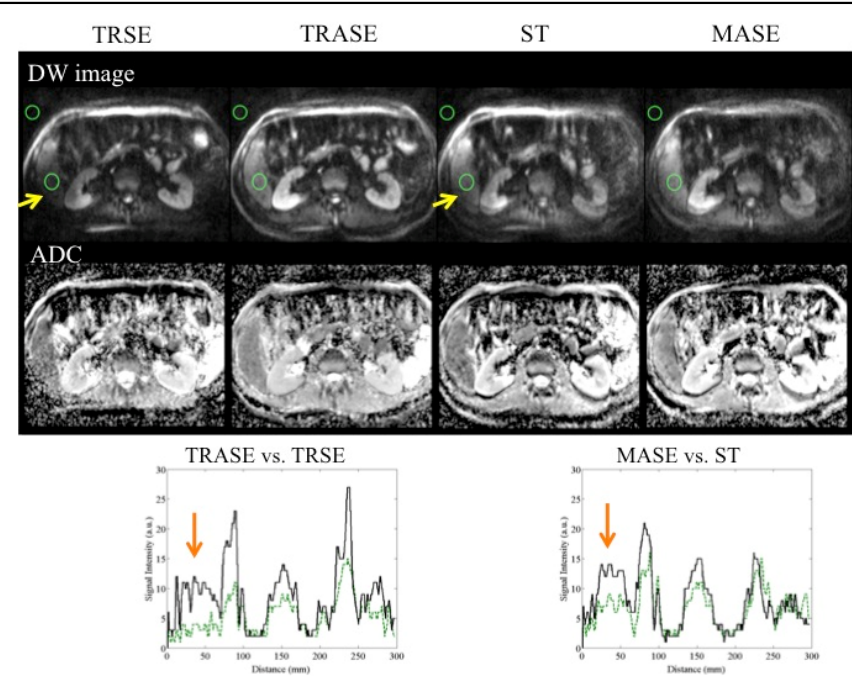 TRSE TRASE ST MASE
DW image
ADC
TRASE vs. TRSE MASE vs. ST
Signal Intensity (a.u.)
30
25
20
15
10
5
0
0 50 100 150 200 250 300
Distance (mm)
Signal Intensity (a.u.)
30
25
20
15
10
5
0
0 50 100 150 200 250 300
Distance (mm)